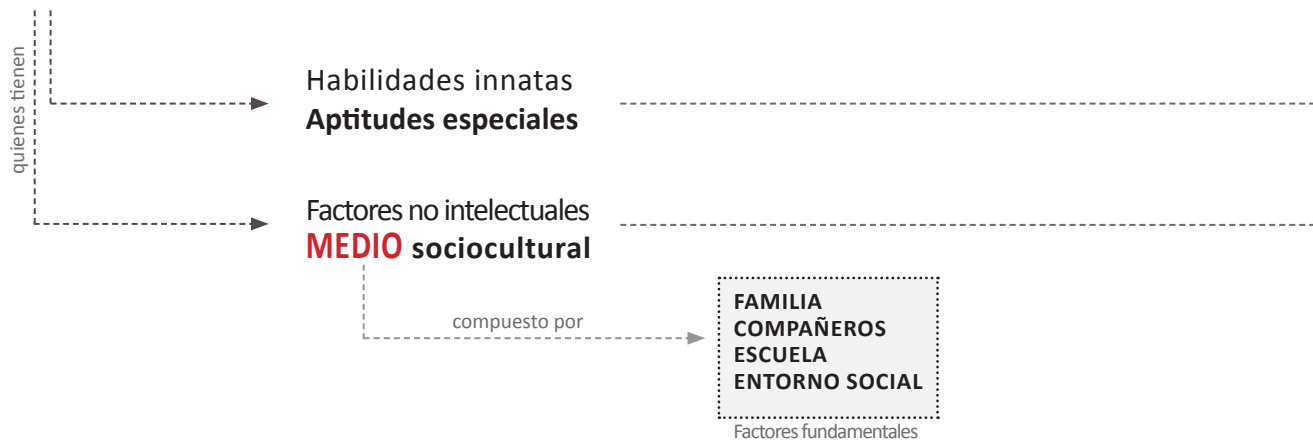 quienes tienen
Habilidades innatas
Aptitudes especiales
Factores no intelectuales
MEDIO sociocultural
compuesto por
FAMILIA
COMPAÑEROS
ESCUELA
ENTORNO SOCIAL
Factores fundamentales